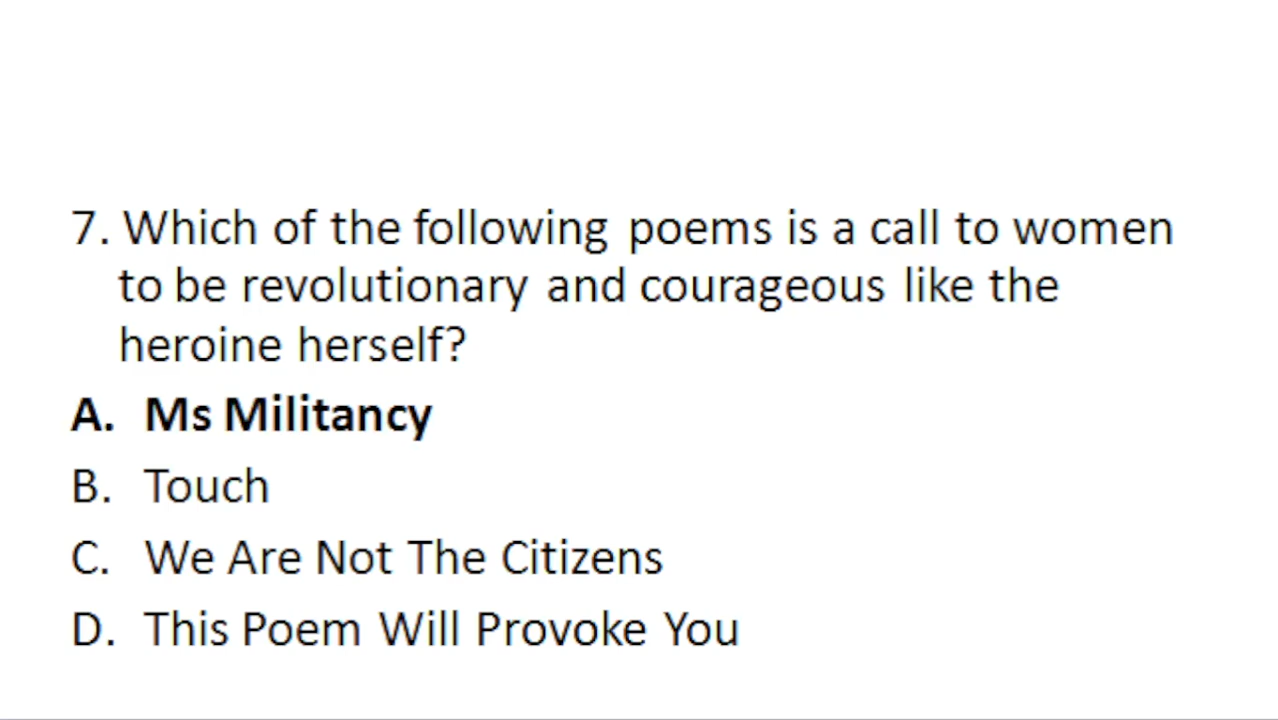 7. Which of the following poems is a call to women
to be revolutionary and courageous like the
heroine herself?
A. Ms Militancy
B. Touch
C. We Are Not The Citizens
D. This Poem Will Provoke You